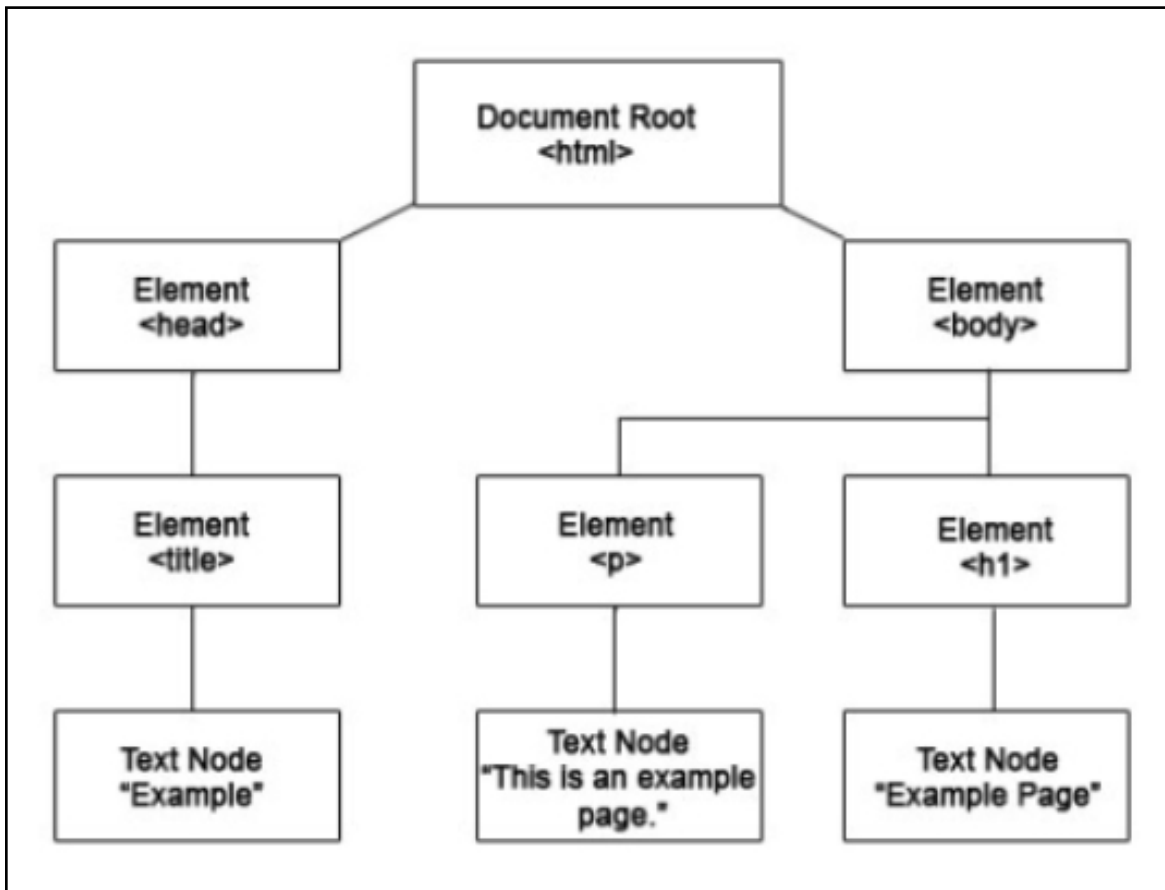 Document Root
<html>
Element
<head>
Element
<body>
Element
<title>
Element
<p>
Element
<h1>
Text Node
“Example”
Text Node
“This is an example
page.”
Text Node
“Example Page”